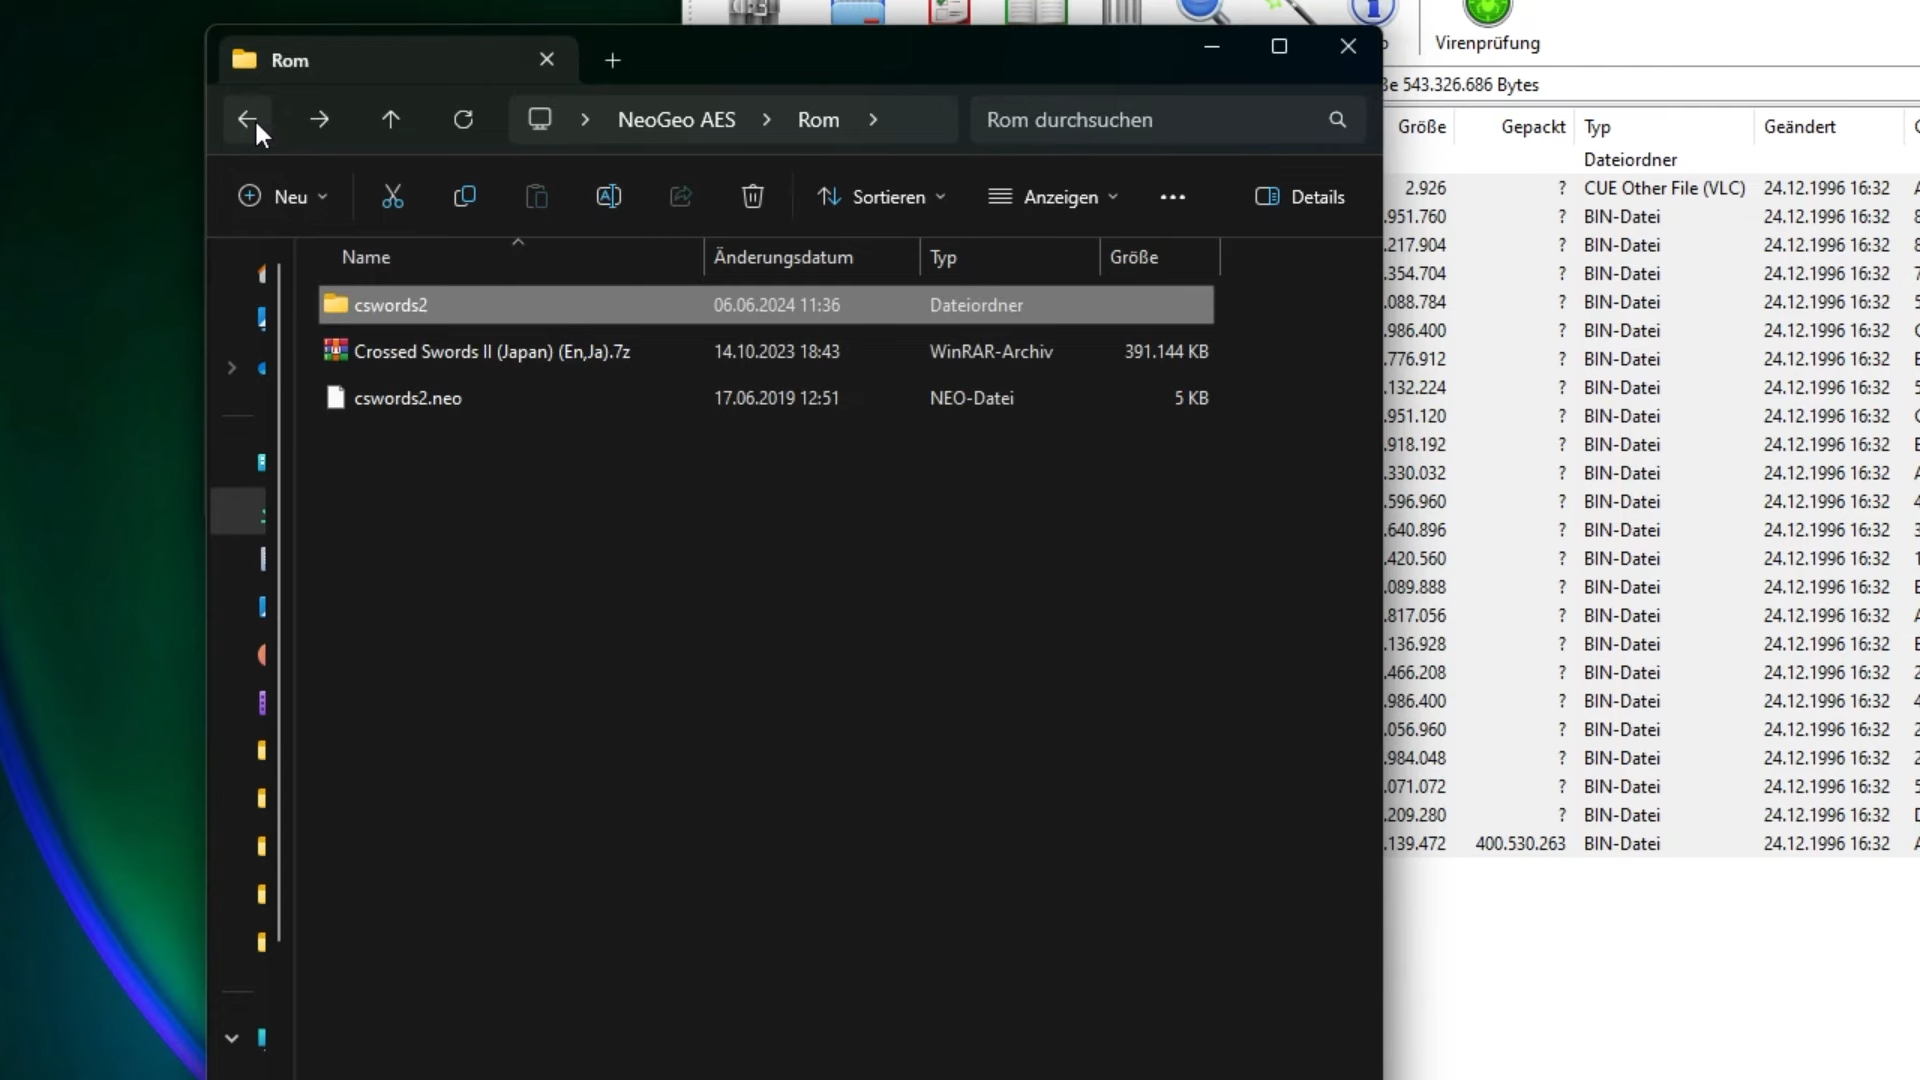 Rom
Virenprüfung
543.326.686 Bytes
NeoGeo AES
Rom
Rom durchsuchen
Größe Gepackt Typ Geändert
Dateiordner
Neu
Sortieren
Anzeigen
Details
2.926 ? CUE Other File (VLC) 24.12.1996 16:32
.951.760 ? BIN-Datei 24.12.1996 16:32
.217.904 ? BIN-Datei 24.12.1996 16:32
Name Änderungsdatum Typ Größe
.354.704 ? BIN-Datei 24.12.1996 16:32
cswords2 06.06.2024 11:36 Dateiordner
.088.784 ? BIN-Datei 24.12.1996 16:32
.986.400 ? BIN-Datei 24.12.1996 16:32
Crossed Swords II (Japan) (En,Ja).7z 14.10.2023 18:43 WinRAR-Archiv 391.144 KB
.776.912 ? BIN-Datei 24.12.1996 16:32
.132.224 ? BIN-Datei 24.12.1996 16:32
cswords2.neo 17.06.2019 12:51 NEO-Datei 5 KB
.951.120 ? BIN-Datei 24.12.1996 16:32
.918.192 ? BIN-Datei 24.12.1996 16:32
.330.032 ? BIN-Datei 24.12.1996 16:32
.596.960 ? BIN-Datei 24.12.1996 16:32
.640.896 ? BIN-Datei 24.12.1996 16:32
.420.560 ? BIN-Datei 24.12.1996 16:32
.089.888 ? BIN-Datei 24.12.1996 16:32
.817.056 ? BIN-Datei 24.12.1996 16:32
.136.928 ? BIN-Datei 24.12.1996 16:32
.466.208 ? BIN-Datei 24.12.1996 16:32
.986.400 ? BIN-Datei 24.12.1996 16:32
.056.960 ? BIN-Datei 24.12.1996 16:32
.984.048 ? BIN-Datei 24.12.1996 16:32
.071.072 ? BIN-Datei 24.12.1996 16:32
.209.280 ? BIN-Datei 24.12.1996 16:32
.139.472 400.530.263 BIN-Datei 24.12.1996 16:32